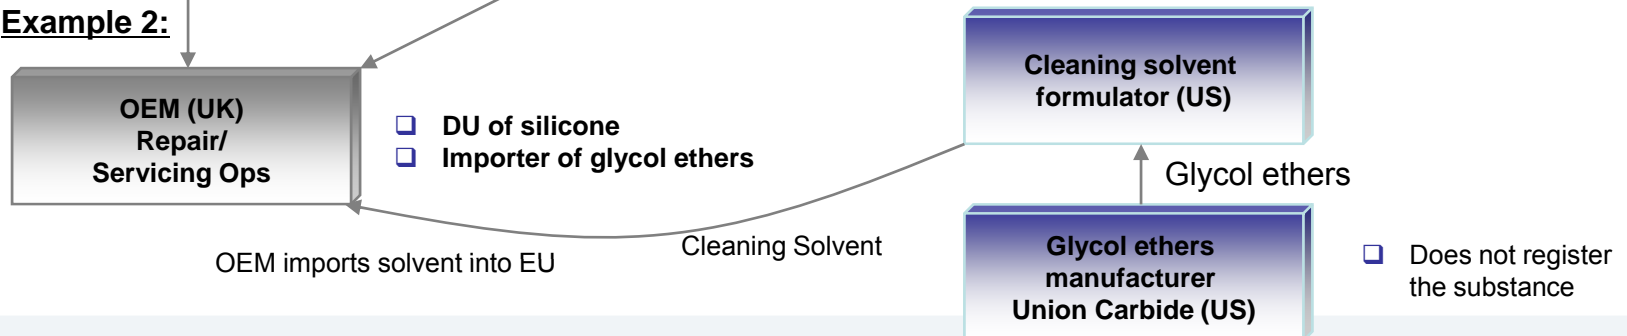 Example 2:
OEM (UK)
Repair/
Servicing Ops
DU of silicone
Importer of glycol ethers
Cleaning solvent
formulator (US)
Glycol ethers
OEM imports solvent into EU
Cleaning Solvent
Glycol ethers
manufacturer
Union Carbide (US)
Does not register
the substance